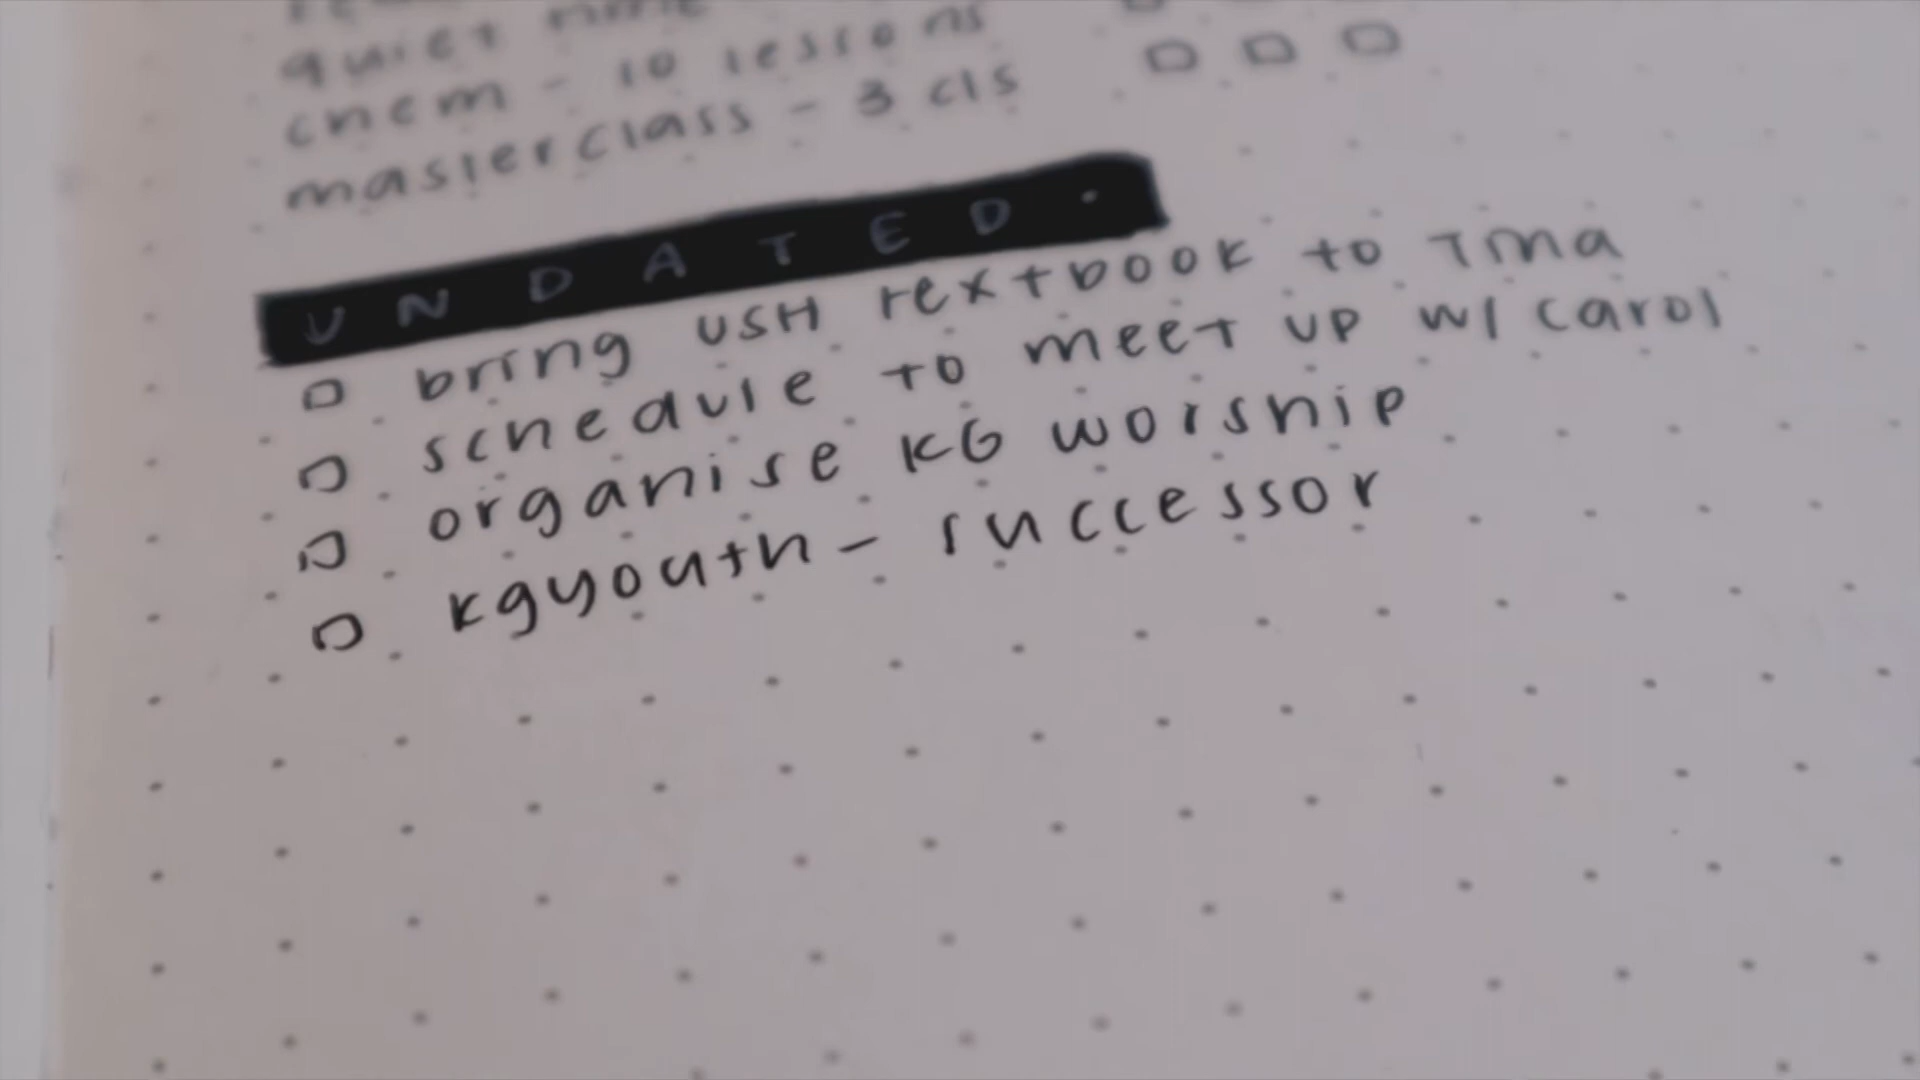 quiet time
chem - 10 lessons
masterclass - 3 cls
UNDATED.
bring USH textbook to Tma
schedule to meet up w/ carol
organise KG worship
kgyouth - successor